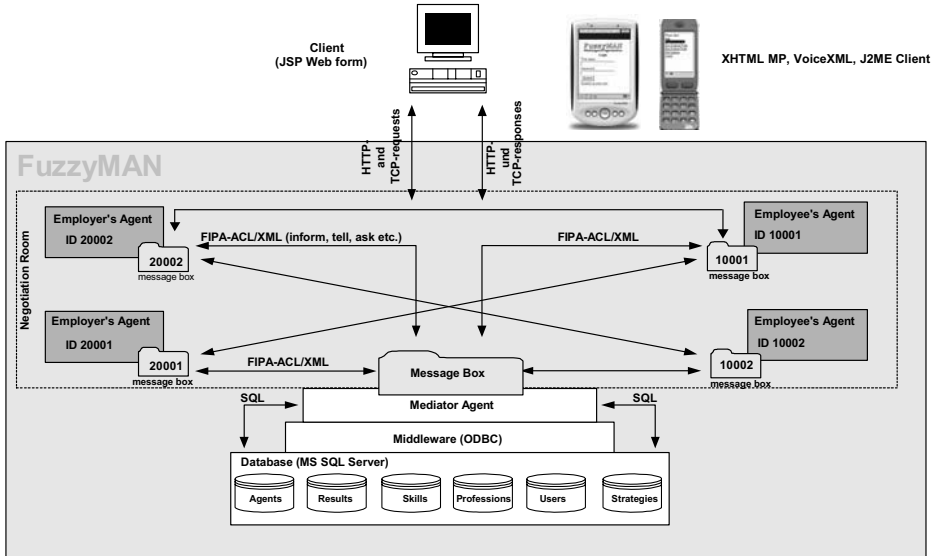 Client
(JSP Web form)
FuzzyMAN
XHTML MP, VoiceXML, J2ME Client
HTTP-
and
TCP-requests
HTTP-
und
TCP-responses
FuzzyMAN
Negotiation Room
Employer's Agent
ID 20002
20002
message box
FIPA-ACL/XML (inform, tell, ask etc.)
FIPA-ACL/XML
Employee's Agent
ID 10001
10001
message box
Employer's Agent
ID 20001
20001
message box
FIPA-ACL/XML
Message Box
Employee's Agent
ID 10002
10002
message box
SQL
Mediator Agent
SQL
Middleware (ODBC)
Database (MS SQL Server)
Agents
Results
Skills
Professions
Users
Strategies